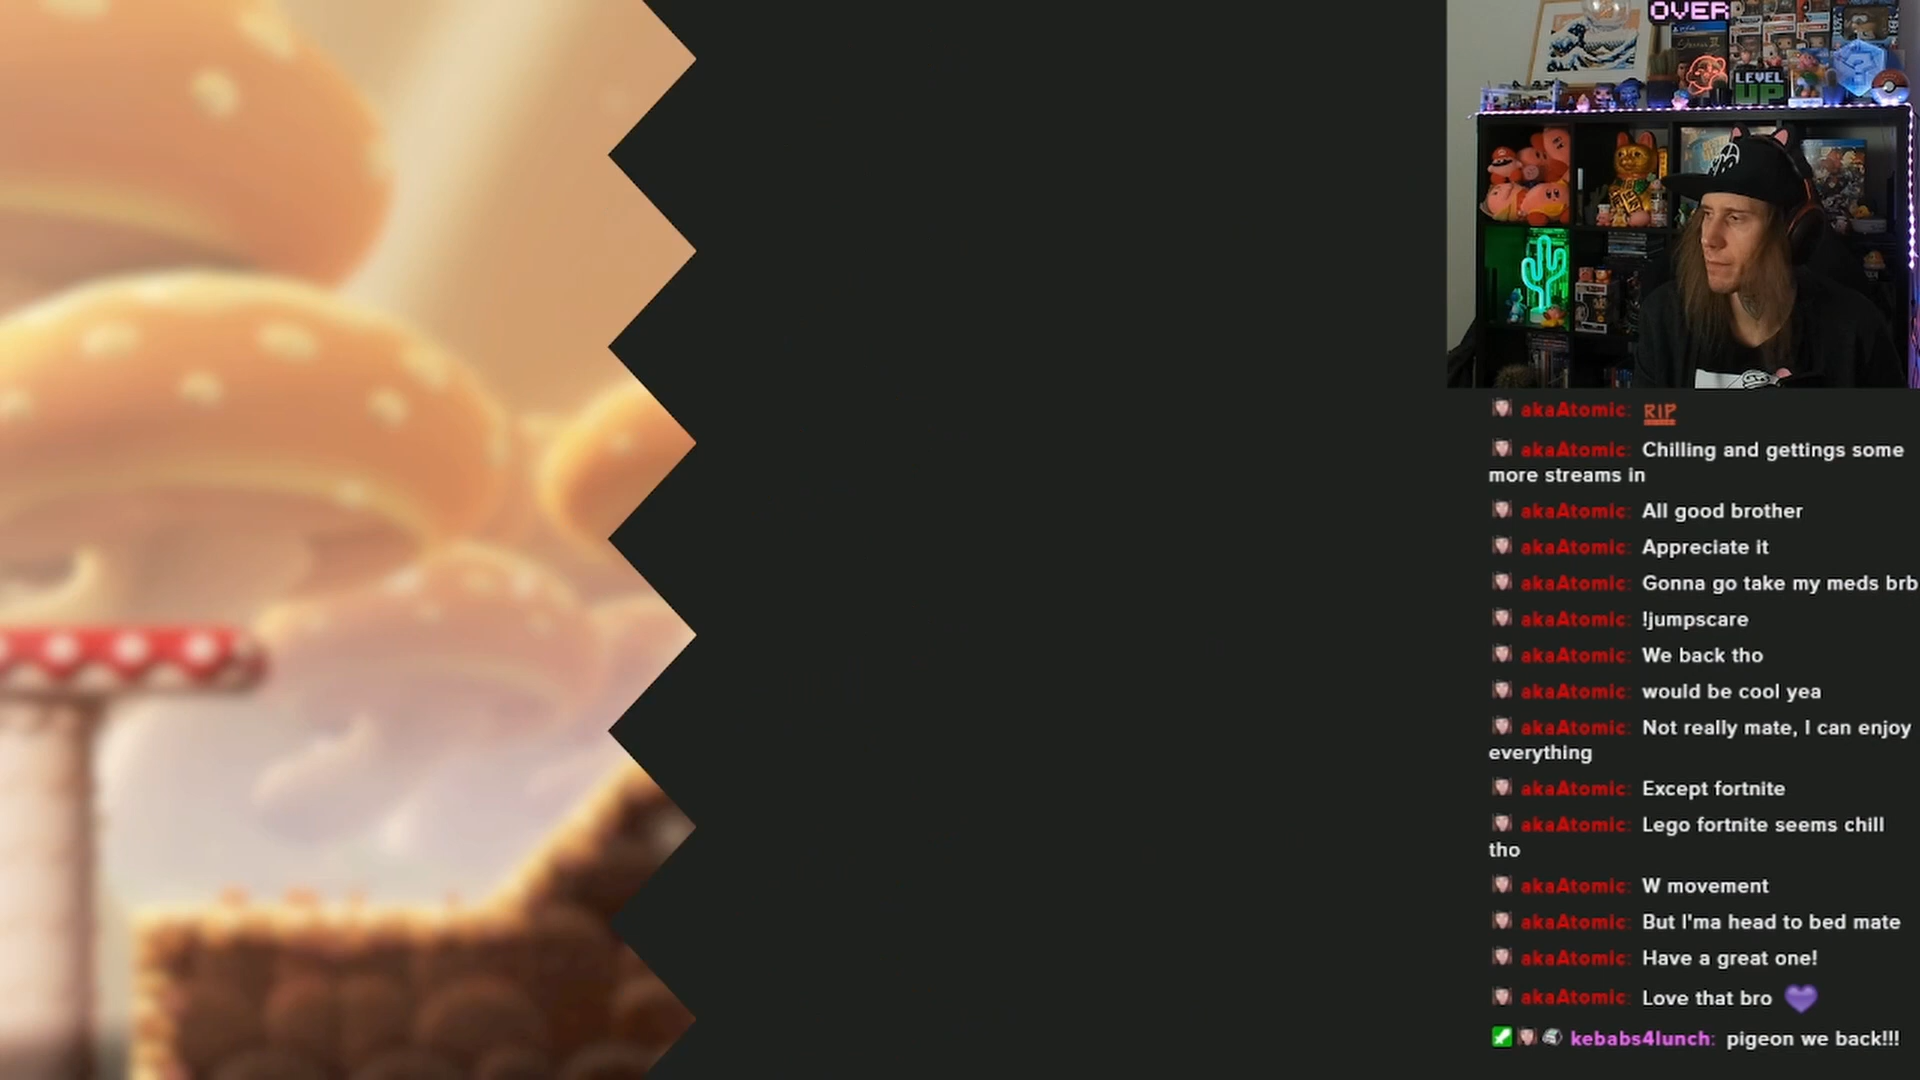 OVER
LEVEL
UP
akaAtomic: RIP
akaAtomic: Chilling and gettings some
more streams in
akaAtomic: All good brother
akaAtomic: Appreciate it
akaAtomic: Gonna go take my meds brb
akaAtomic: !jumpscare
akaAtomic: We back tho
akaAtomic: would be cool yea
akaAtomic: Not really mate, I can enjoy
everything
akaAtomic: Except fortnite
akaAtomic: Lego fortnite seems chill
tho
akaAtomic: W movement
akaAtomic: But I'ma head to bed mate
akaAtomic: Have a great one!
akaAtomic: Love that bro
kebabs4lunch: pigeon we back!!!